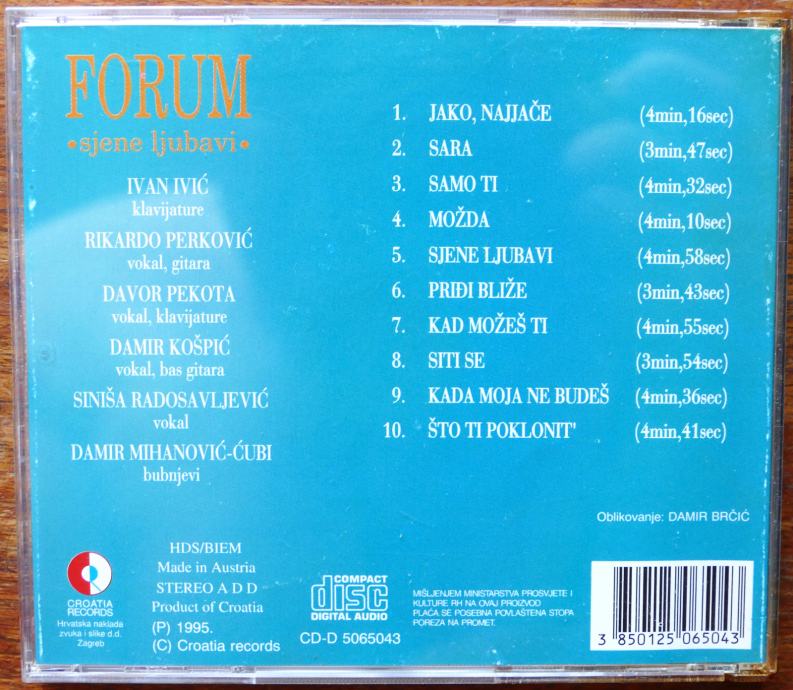 FORUM
•sjene ljubavi•
IVAN IVIĆ
klavijature
RIKARDO PERKOVIĆ
vokal, gitara
DAVOR PEKOTA
vokal, klavijature
DAMIR KOŠPIĆ
vokal, bas gitara
SINIŠA RADOSAVLJEVIĆ
vokal
DAMIR MIHANOVIĆ-ĆUBI
bubnjevi
1. JAKO, NAJJAČE (4min,16sec)
2. SARA (3min,47sec)
3. SAMO TI (4min,32sec)
4. MOŽDA (4min,10sec)
5. SJENE LJUBAVI (4min,58sec)
6. PRIĐI BLIŽE (3min,43sec)
7. KAD MOŽEŠ TI (4min,55sec)
8. SITI SE (3min,54sec)
9. KADA MOJA NE BUDEŠ (4min,36sec)
10. ŠTO TI POKLONIT' (4min,41sec)
Oblikovanje: DAMIR BRČIĆ
CROATIA
RECORDS
Hrvatska naklada
zvuka i slike d.d.
Zagreb
HDS/BIEM
Made in Austria
STEREO A D D
Product of Croatia
(P) 1995.
(C) Croatia records
COMPACT
disc
DIGITAL AUDIO
CD-D 5065043
MIŠLJENJEM MINISTARSTVA PROSVJETE I
KULTURE RH NA OVAJ PROIZVOD
PLAĆA SE POSEBNA POVLAŠTENA STOPA
POREZA NA PROMET.
3 850125 065043